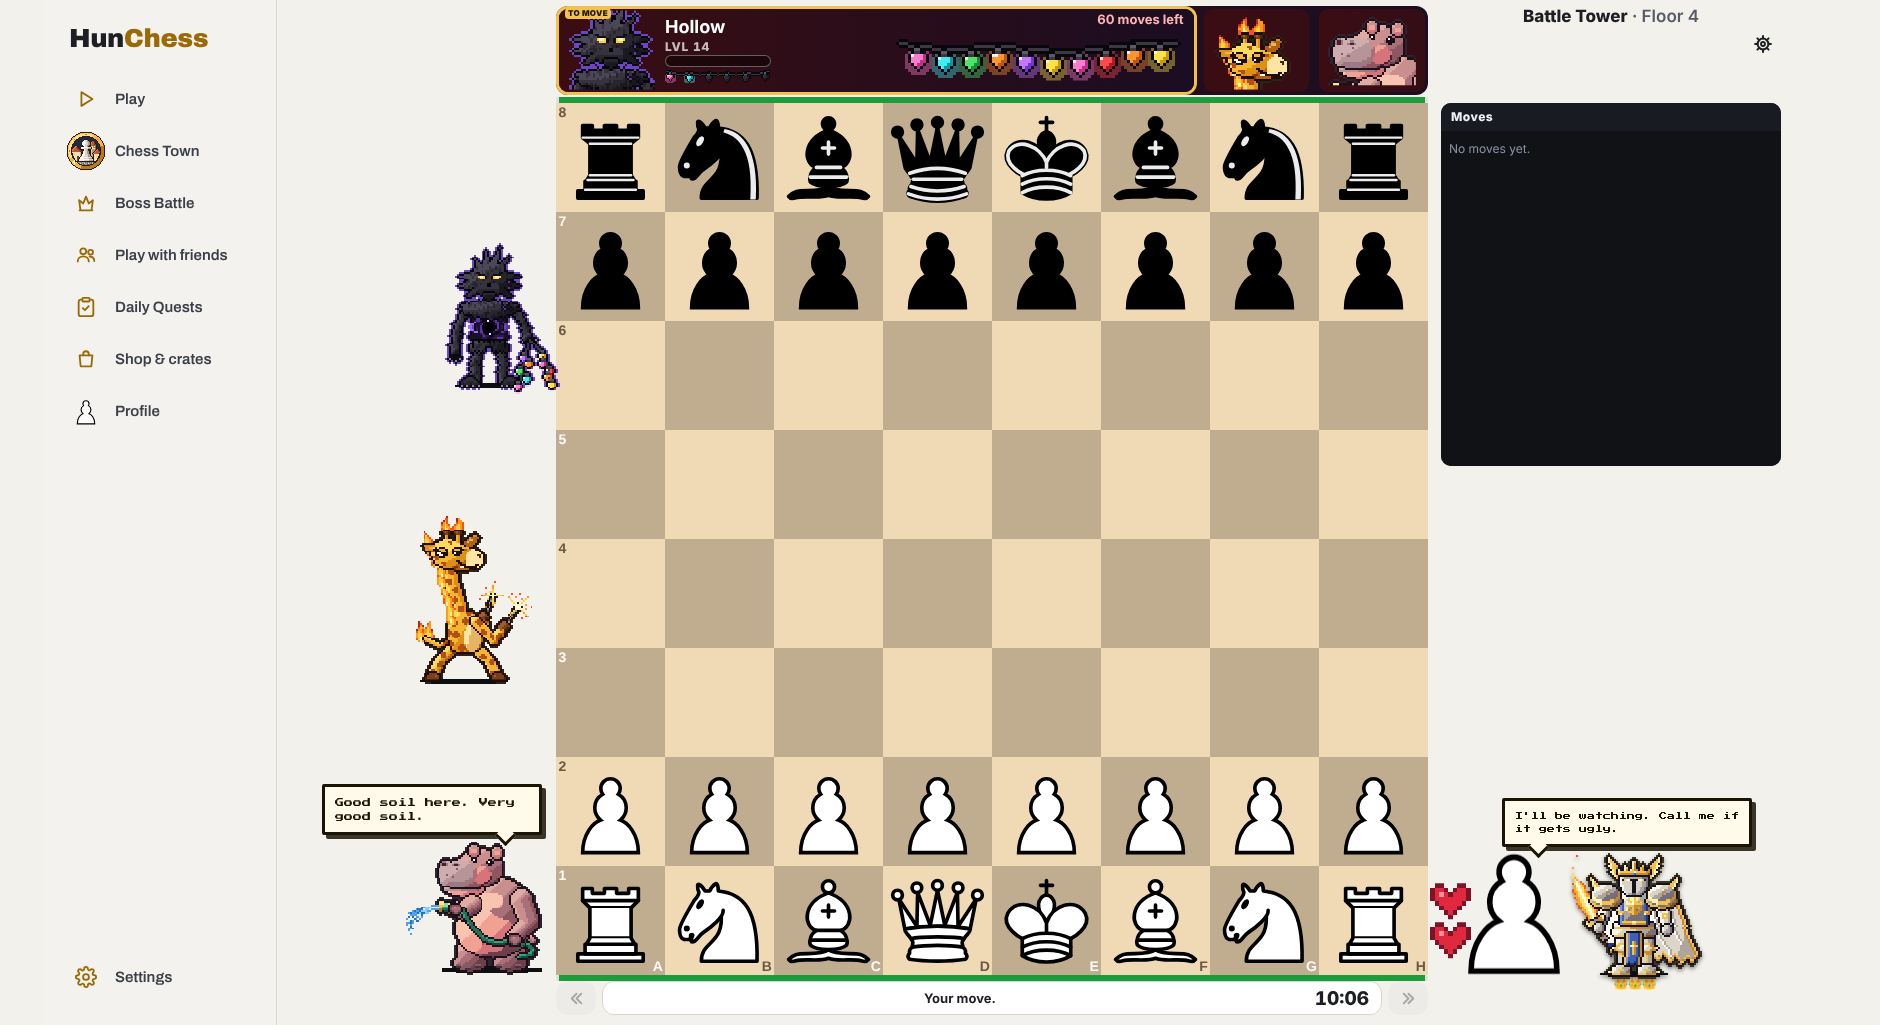 HunChess
Play
Chess Town
Boss Battle
Play with friends
Daily Quests
Shop & crates
Profile
Settings
TO MOVE
Hollow
LVL 14
60 moves left
Battle Tower · Floor 4
Moves
No moves yet.
8
7
6
5
4
3
2
1
A
B
C
D
E
F
G
H
Good soil here. Very
good soil.
I'll be watching. Call me if
it gets ugly.
Your move.
10:06